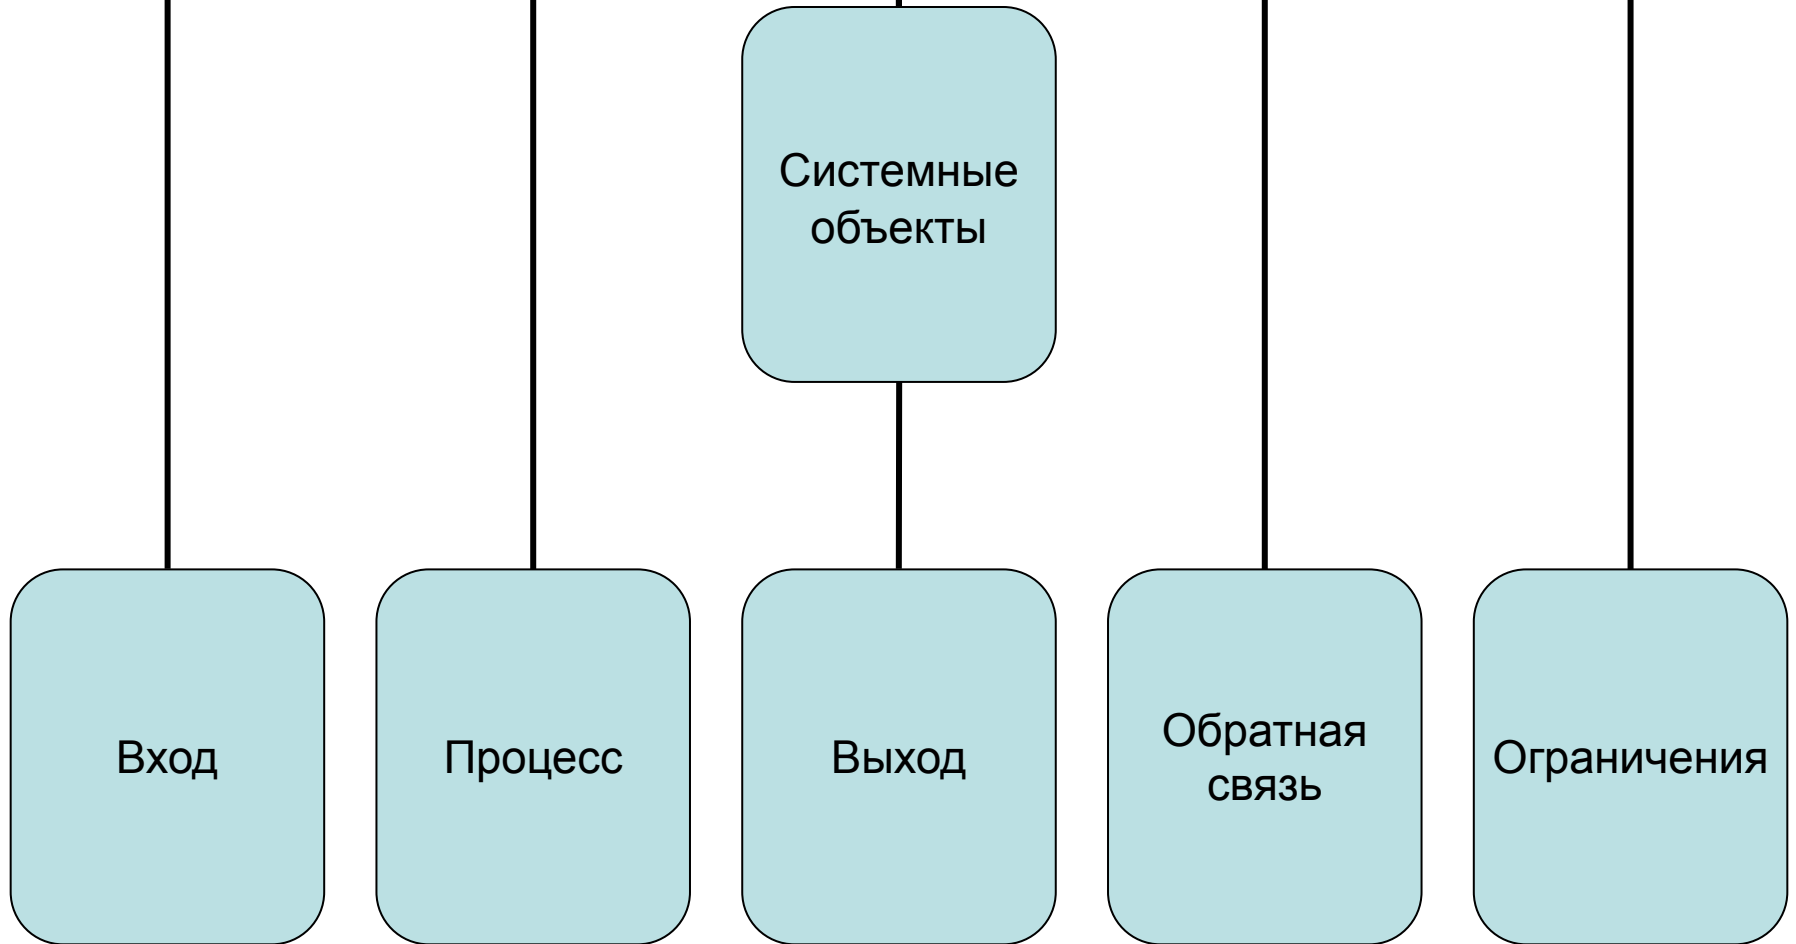 Системные
объекты
Вход
Процесс
Выход
Обратная
связь
Ограничения